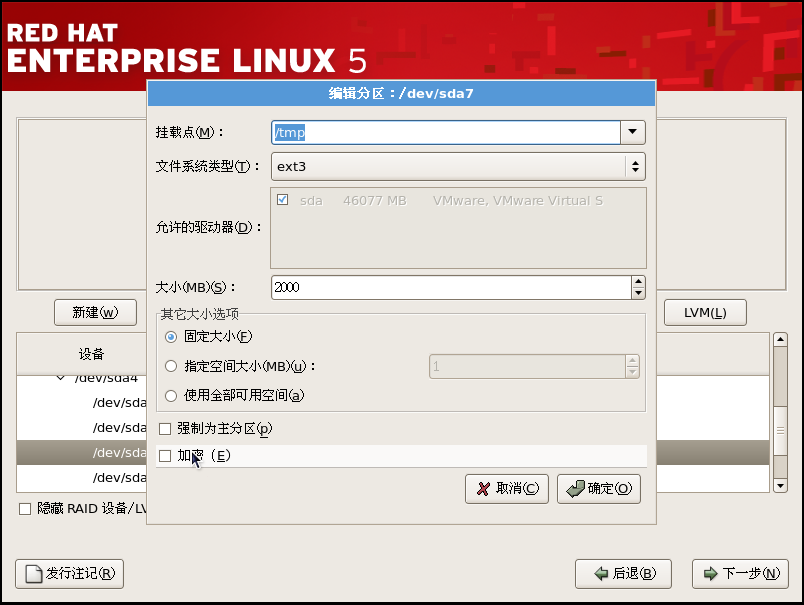 RED HAT
ENTERPRISE LINUX 5
编辑分区：/dev/sda7
挂载点(M)：
/tmp
文件系统类型(T)：
ext3
允许的驱动器(D)：
sda 46077 MB VMware, VMware Virtual S
大小(MB)(S)：
2000
其它大小选项
固定大小(F)
指定空间大小(MB)(u)：
1
使用全部可用空间(a)
强制为主分区(p)
加密（E)
取消(C)
确定(O)
新建(w)
LVM(L)
设备
/dev/sda4
/dev/sda
/dev/sda
/dev/sda
/dev/sda
隐藏 RAID 设备/LV
发行注记(R)
后退(B)
下一步(N)